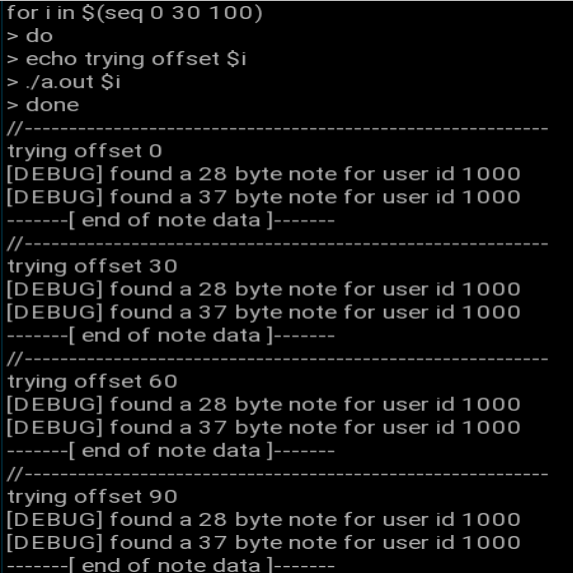 for i in $(seq 0 30 100)
> do
> echo trying offset $i
> ./a.out $i
> done
//-----------------------------------------------------------
trying offset 0
[DEBUG] found a 28 byte note for user id 1000
[DEBUG] found a 37 byte note for user id 1000
-------[ end of note data ]-------
//-----------------------------------------------------------
trying offset 30
[DEBUG] found a 28 byte note for user id 1000
[DEBUG] found a 37 byte note for user id 1000
-------[ end of note data ]-------
//-----------------------------------------------------------
trying offset 60
[DEBUG] found a 28 byte note for user id 1000
[DEBUG] found a 37 byte note for user id 1000
-------[ end of note data ]-------
//-----------------------------------------------------------
trying offset 90
[DEBUG] found a 28 byte note for user id 1000
[DEBUG] found a 37 byte note for user id 1000
-------[ end of note data ]-------